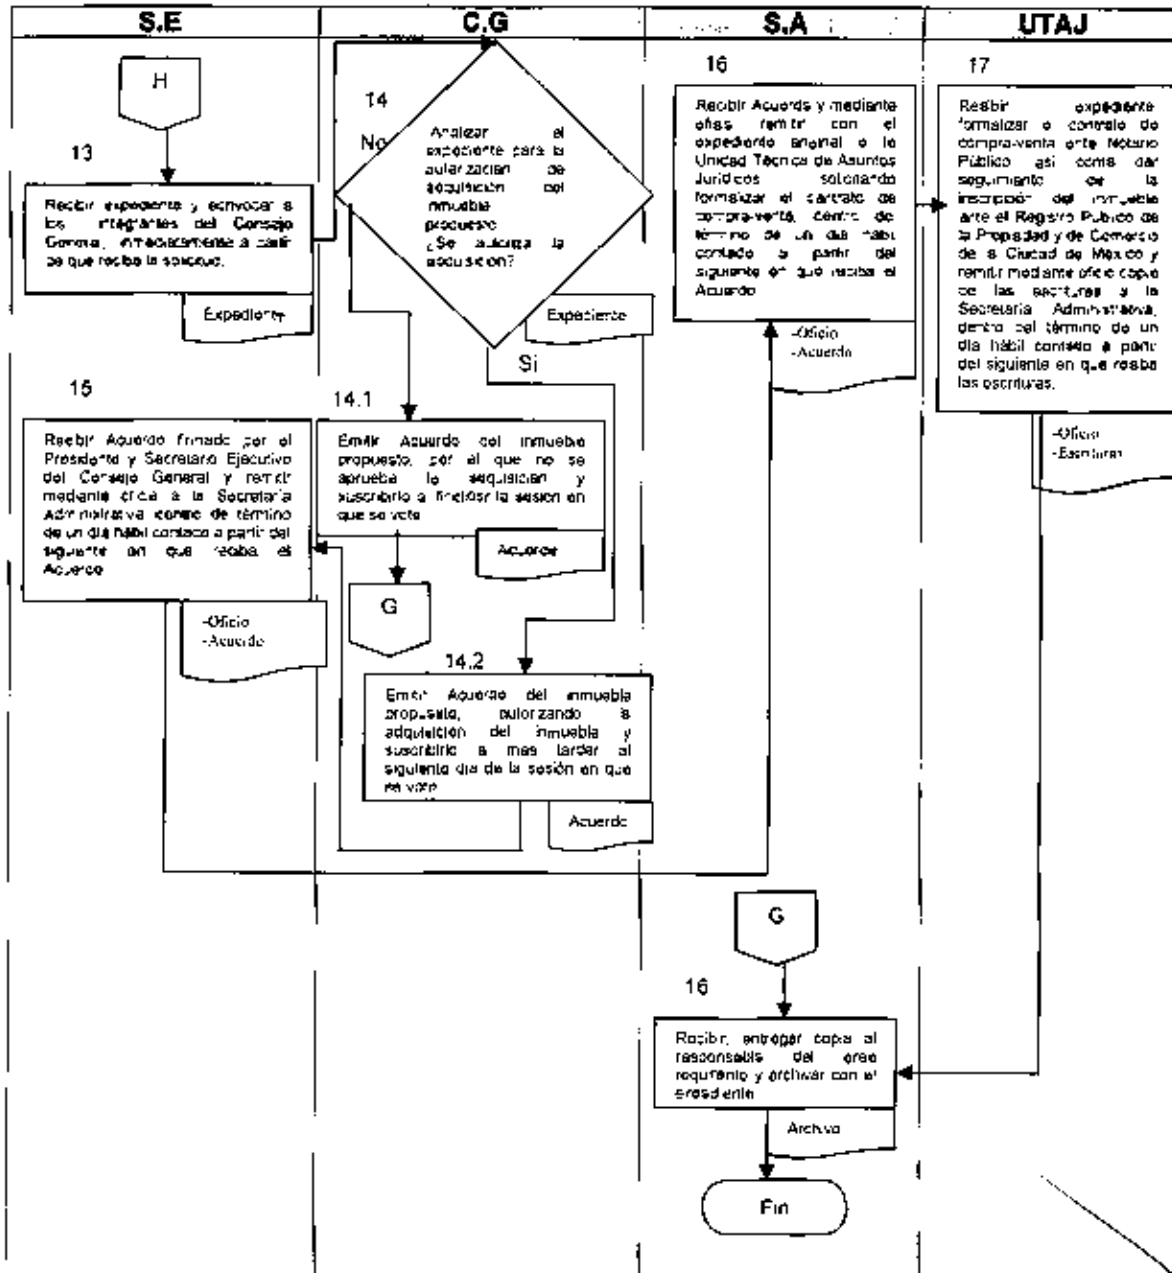 S.E
C.G
S.A
UTAJ
H
13
Recibir expediente y convocar a
los integrantes del Consejo
General, inmediatamente a partir
de que reciba la solicitud.
Expediente
14
No
Analizar el
expediente para la
autorización de
adquisición del
inmueble
propuesto
¿Se autoriza la
adquisición?
Expediente
Si
16
Recibir Acuerdo y mediante
oficio remitir con el
expediente original a la
Unidad Técnica de Asuntos
Jurídicos solicitando
formalizar el contrato de
compra-venta, dentro del
término de un día hábil
contado a partir del
siguiente en que reciba el
Acuerdo
-Oficio
-Acuerdo
17
Recibir expediente,
formalizar e contrato de
compra-venta ante Notario
Público así como dar
seguimiento de la
inscripción del inmueble
ante el Registro Público de
la Propiedad y de Comercio
de la Ciudad de México y
remitir mediante oficio copia
de las escrituras a la
Secretaría Administrativa,
dentro del término de un
día hábil contado a partir
del siguiente en que reciba
las escrituras.
-Oficio
-Escrituras
15
Recibir Acuerdo firmado por el
Presidente y Secretario Ejecutivo
del Consejo General y remitir
mediante oficio a la Secretaría
Administrativa dentro de término
de un día hábil contado a partir del
siguiente en que reciba el
Acuerdo
-Oficio
-Acuerdo
14.1
Emitir Acuerdo del inmueble
propuesto, por el que no se
aprueba la adquisición y
suscribirlo a finalizar la sesión en
que se vote
Acuerdo
G
14.2
Emitir Acuerdo del inmueble
propuesto, autorizando la
adquisición del inmueble y
suscribirlo a mas tardar al
siguiente día de la sesión en que
se vote
Acuerdo
G
16
Recibir, entregar copia al
responsable del area
requirente y archivar con el
expediente
Archivo
Fin